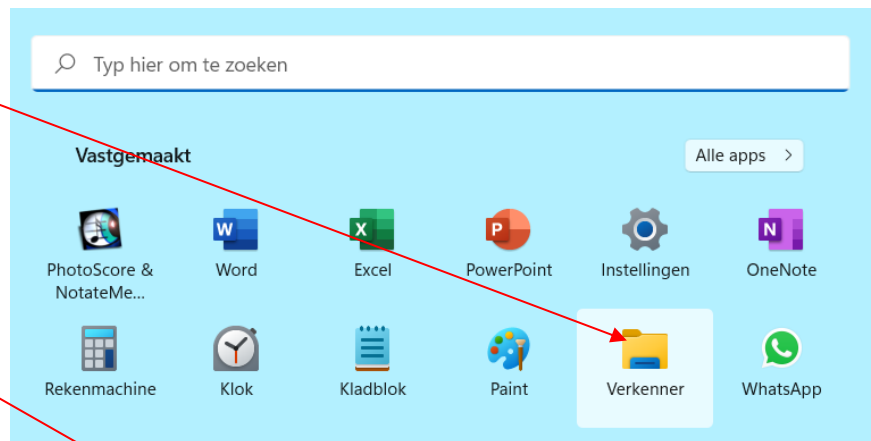 Typ hier om te zoeken
Vastgemaakt
Alle apps >
PhotoScore &
NotateMe...
Word
Excel
PowerPoint
Instellingen
OneNote
Rekenmachine
Klok
Kladblok
Paint
Verkenner
WhatsApp